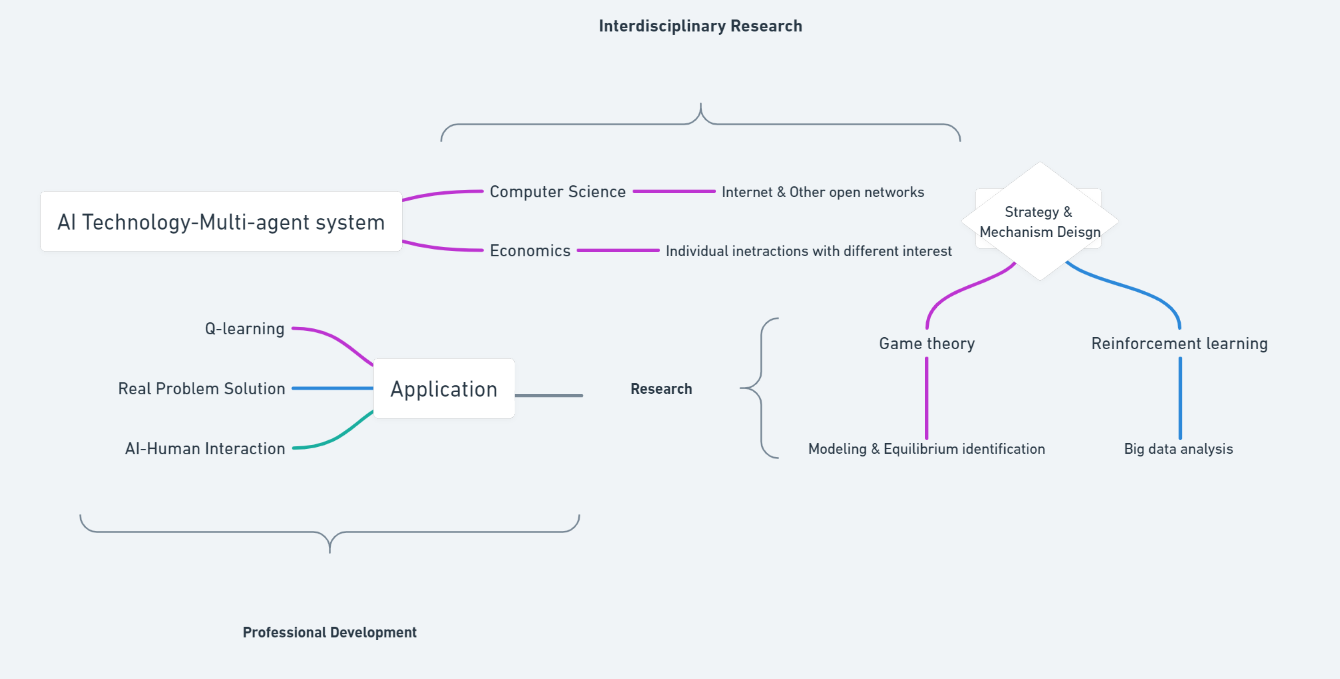 Interdisciplinary Research
AI Technology-Multi-agent system
Computer Science
Internet & Other open networks
Economics
Individual inetractions with different interest
Strategy &
Mechanism Deisgn
Q-learning
Real Problem Solution
AI-Human Interaction
Application
Research
Game theory
Reinforcement learning
Modeling & Equilibrium identification
Big data analysis
Professional Development